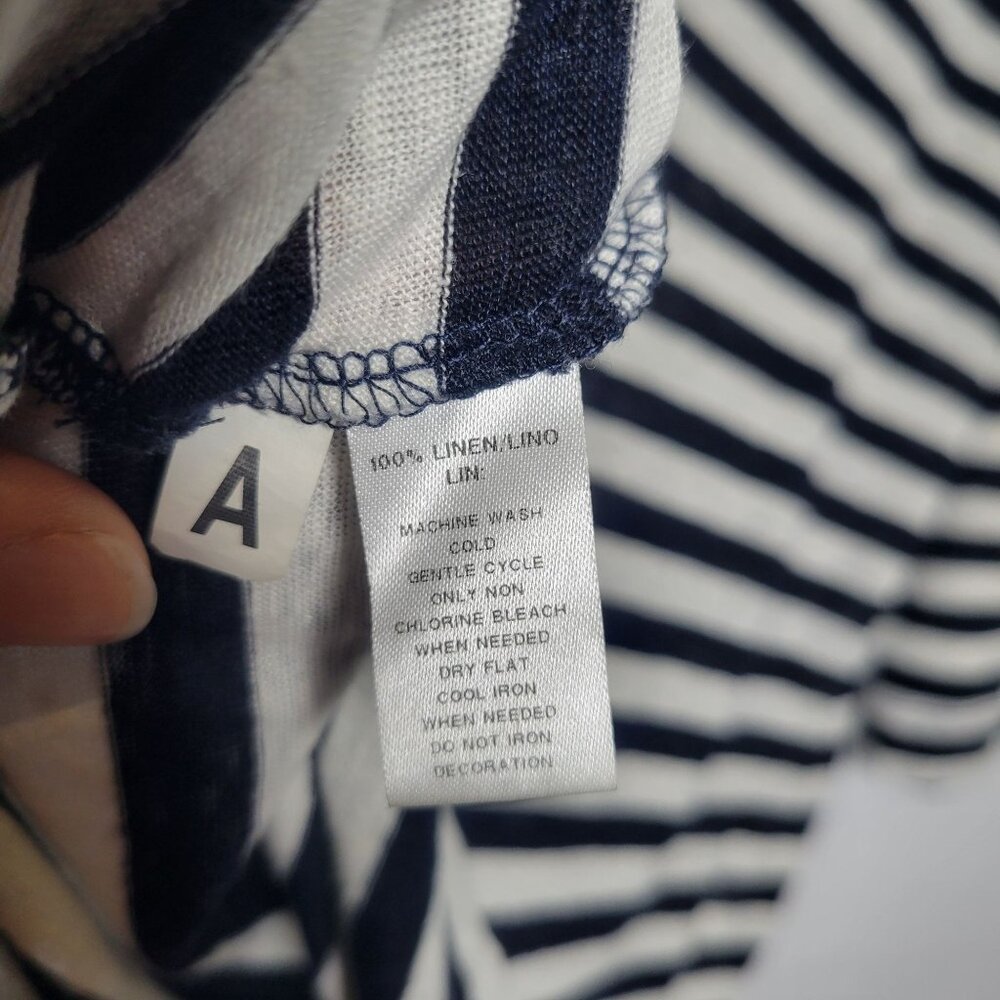 A
100% LINEN/LINO
LIN:
MACHINE WASH
COLD
GENTLE CYCLE
ONLY NON
CHLORINE BLEACH
WHEN NEEDED
DRY FLAT
COOL IRON
WHEN NEEDED
DO NOT IRON
DECORATION